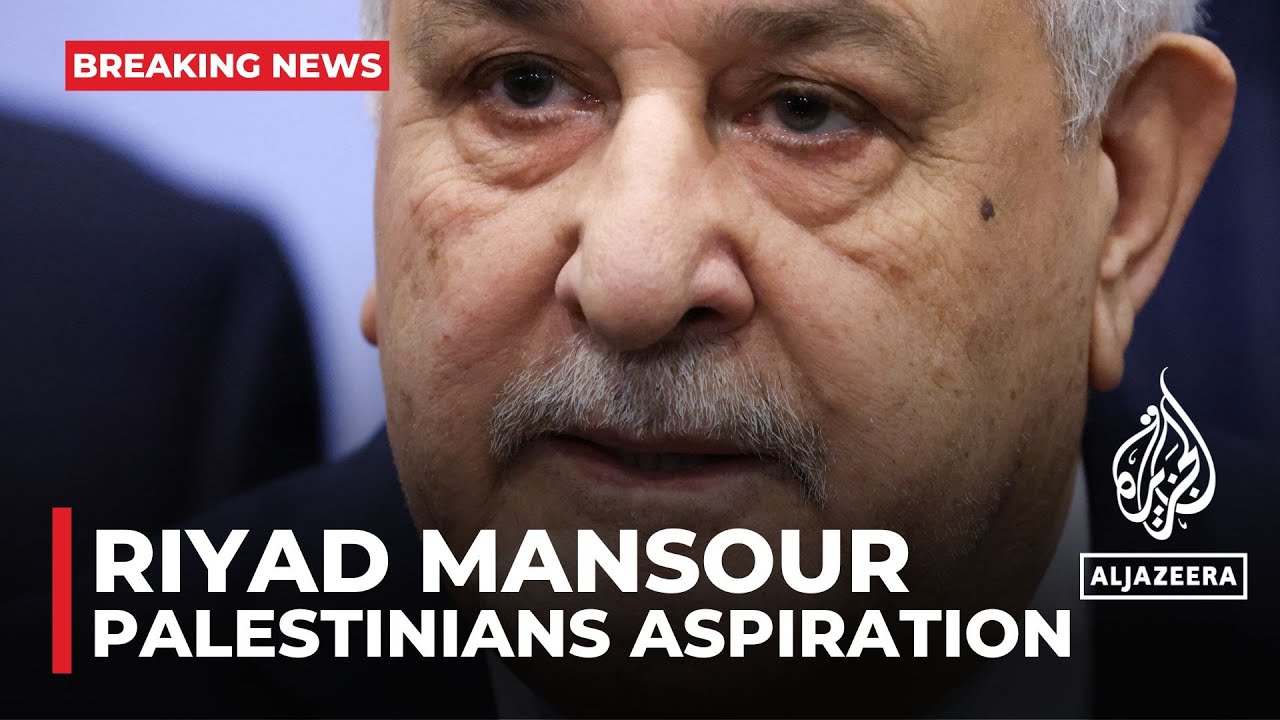 BREAKING NEWS
RIYAD MANSOUR
PALESTINIANS ASPIRATION
الجزيرة
ALJAZEERA